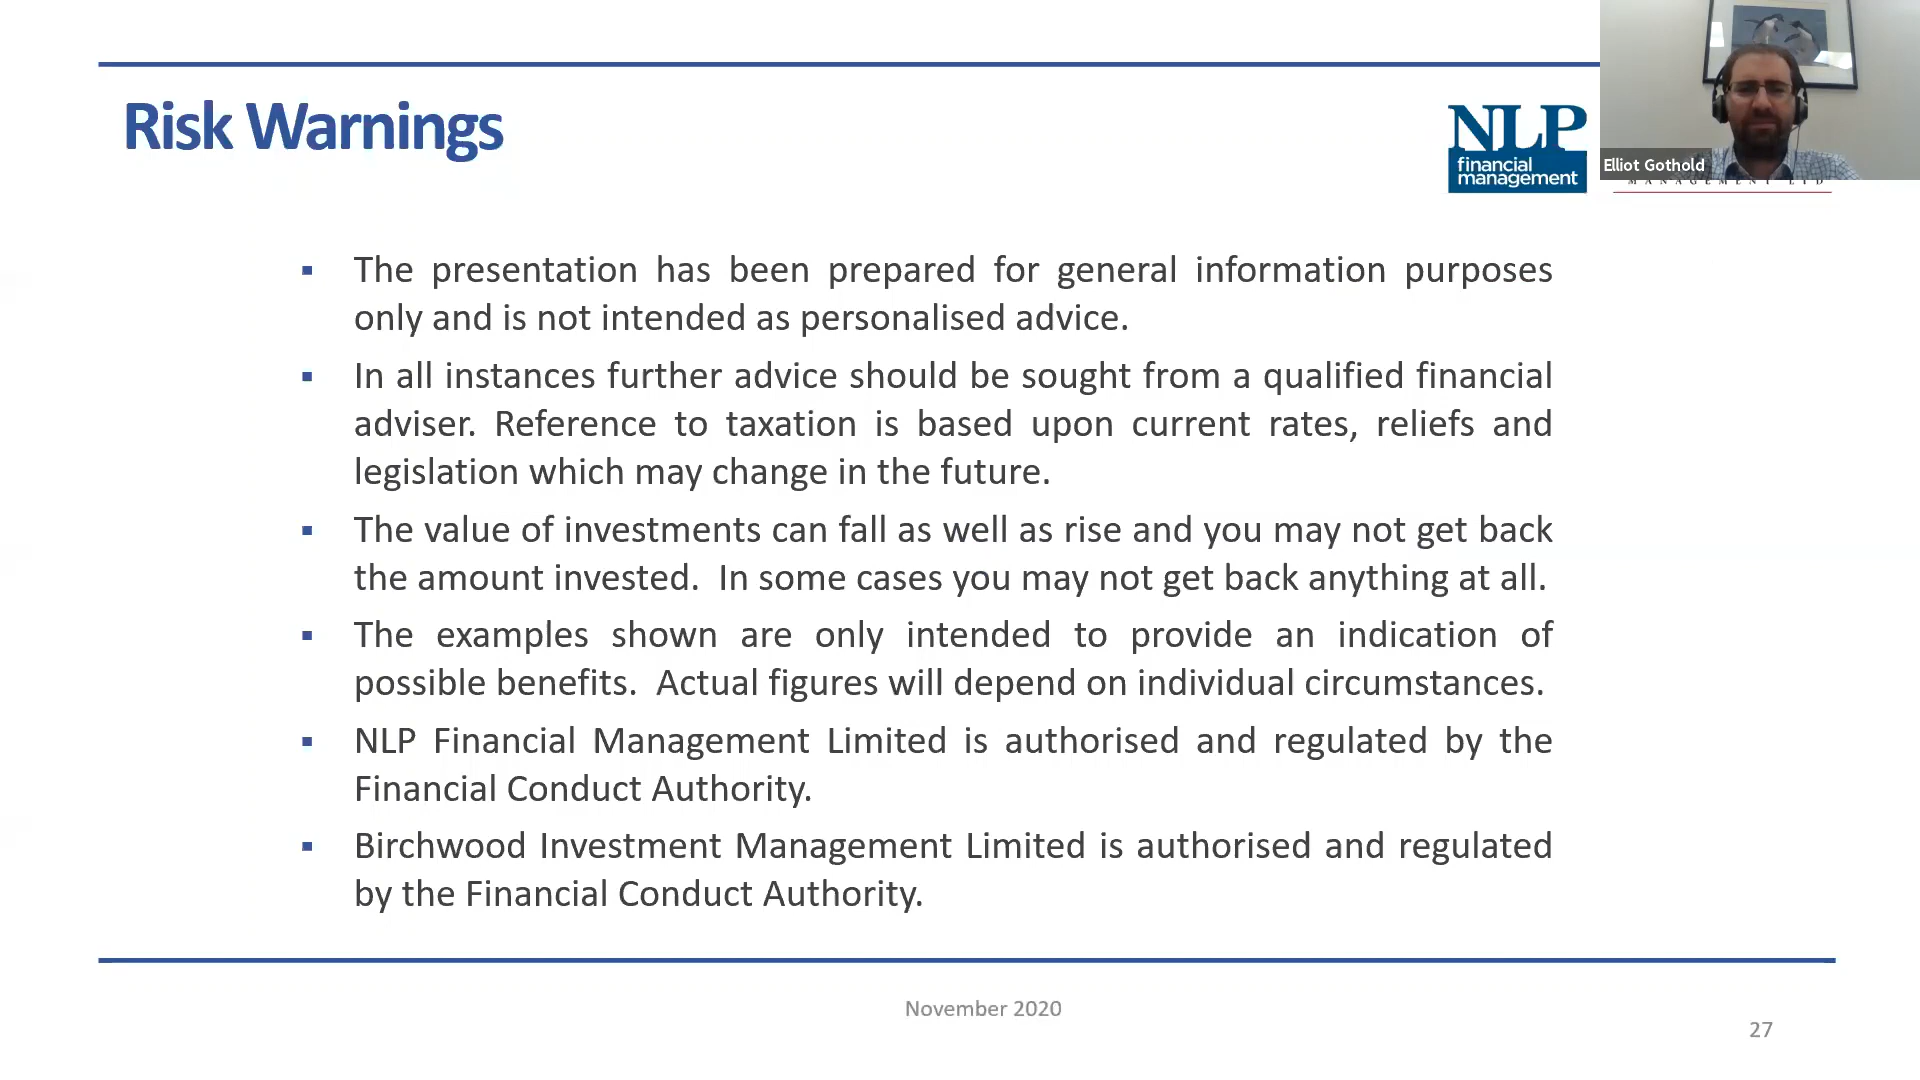 Risk Warnings
NLP
financial
management
Elliot Gothold
MANAGEMENT LTD
▪ The presentation has been prepared for general information purposes
only and is not intended as personalised advice.
▪ In all instances further advice should be sought from a qualified financial
adviser. Reference to taxation is based upon current rates, reliefs and
legislation which may change in the future.
▪ The value of investments can fall as well as rise and you may not get back
the amount invested.  In some cases you may not get back anything at all.
▪ The examples shown are only intended to provide an indication of
possible benefits.  Actual figures will depend on individual circumstances.
▪ NLP Financial Management Limited is authorised and regulated by the
Financial Conduct Authority.
▪ Birchwood Investment Management Limited is authorised and regulated
by the Financial Conduct Authority.
November 2020
27